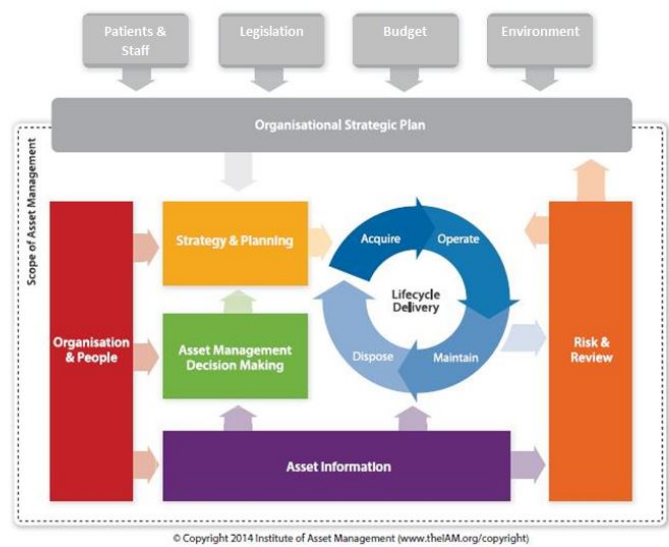 Patients &
Staff
Legislation
Budget
Environment
Organisational Strategic Plan
Scope of Asset Management
Strategy & Planning
Acquire
Operate
Lifecycle
Delivery
Organisation
& People
Asset Management
Decision Making
Dispose
Maintain
Risk &
Review
Asset Information
© Copyright 2014 Institute of Asset Management (www.theIAM.org/copyright)